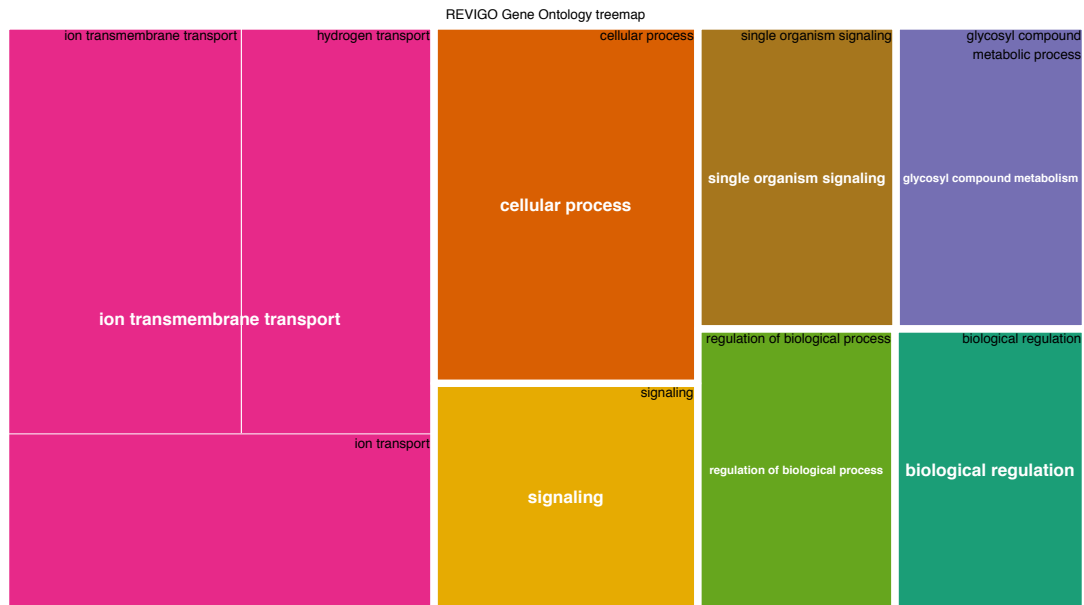 REVIGO Gene Ontology treemap
ion transmembrane transport
hydrogen transport
cellular process
single organism signaling
glycosyl compound
metabolic process
single organism signaling
glycosyl compound metabolism
cellular process
ion transmembrane transport
regulation of biological process
biological regulation
signaling
ion transport
regulation of biological process
biological regulation
signaling